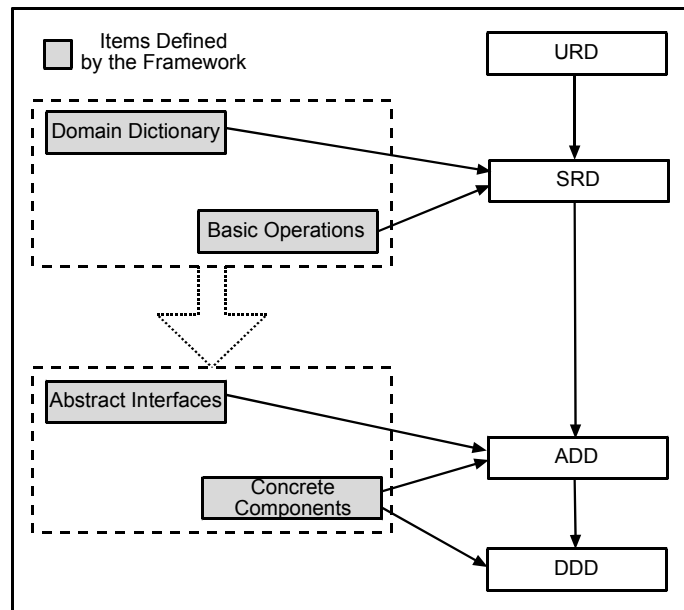 Items Defined
by the Framework
URD
Domain Dictionary
SRD
Basic Operations
Abstract Interfaces
ADD
Concrete
Components
DDD